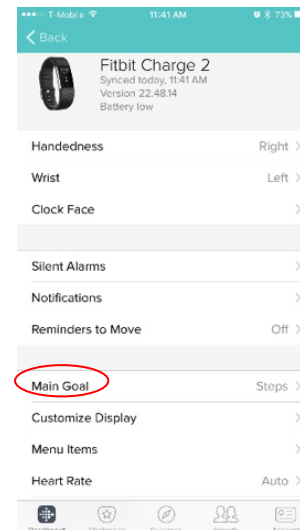 T-Mobile 11:41 AM 73%
Back
Fitbit Charge 2
Synced today, 11:41 AM
Version 22.48.14
Battery low
Handedness Right
Wrist Left
Clock Face
Silent Alarms
Notifications
Reminders to Move Off
Main Goal Steps
Customize Display
Menu Items
Heart Rate Auto